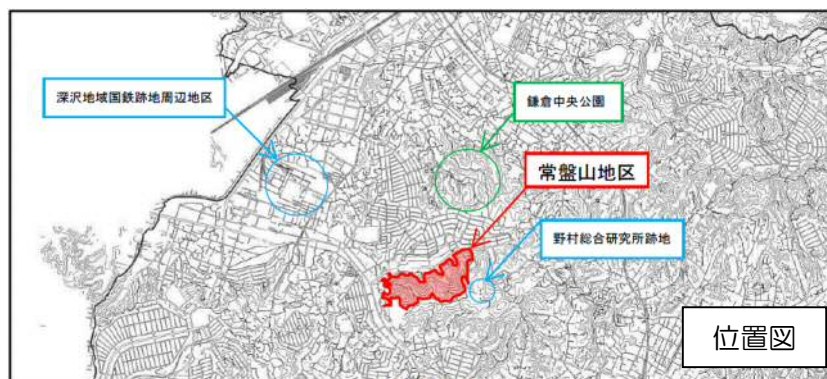 深沢地域国鉄跡地周辺地区
鎌倉中央公園
常盤山地区
野村総合研究所跡地
位置図